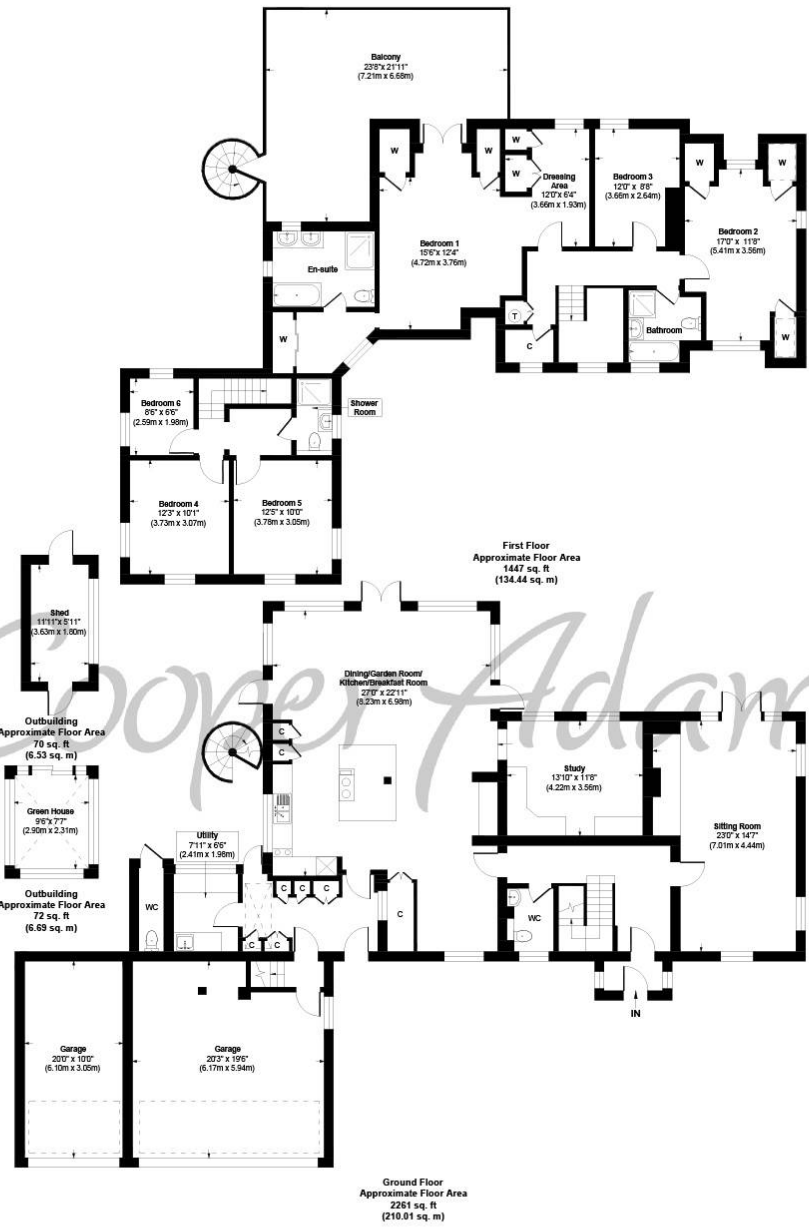 Balcony
23'8" x 21'11"
(7.21m x 6.68m)
W
W
W
W
Dressing
Area
12'0" x 6'4"
(3.66m x 1.93m)
Bedroom 3
12'0" x 8'8"
(3.66m x 2.64m)
W
W
Bedroom 2
17'0" x 11'8"
(5.41m x 3.56m)
Bedroom 1
15'6" x 12'4"
(4.72m x 3.76m)
En-suite
T
C
Bathroom
W
W
Bedroom 6
8'6" x 6'6"
(2.59m x 1.98m)
Shower
Room
Bedroom 4
12'3" x 10'1"
(3.73m x 3.07m)
Bedroom 5
12'5" x 10'0"
(3.78m x 3.05m)
First Floor
Approximate Floor Area
1447 sq. ft
(134.44 sq. m)
Shed
11'11" x 5'11"
(3.63m x 1.80m)
Cooper Adam
Dining/Garden Room/
Kitchen/Breakfast Room
27'0" x 22'11"
(8.23m x 6.98m)
Outbuilding
Approximate Floor Area
70 sq. ft
(6.53 sq. m)
C
C
Study
13'10" x 11'8"
(4.22m x 3.56m)
Green House
9'6" x 7'7"
(2.90m x 2.31m)
Sitting Room
23'0" x 14'7"
(7.01m x 4.44m)
Utility
7'11" x 6'6"
(2.41m x 1.98m)
Outbuilding
Approximate Floor Area
72 sq. ft
(6.69 sq. m)
WC
C
C
C
C
C
C
WC
IN
Garage
20'0" x 10'0"
(6.10m x 3.05m)
Garage
20'3" x 19'6"
(6.17m x 5.94m)
Ground Floor
Approximate Floor Area
2261 sq. ft
(210.01 sq. m)